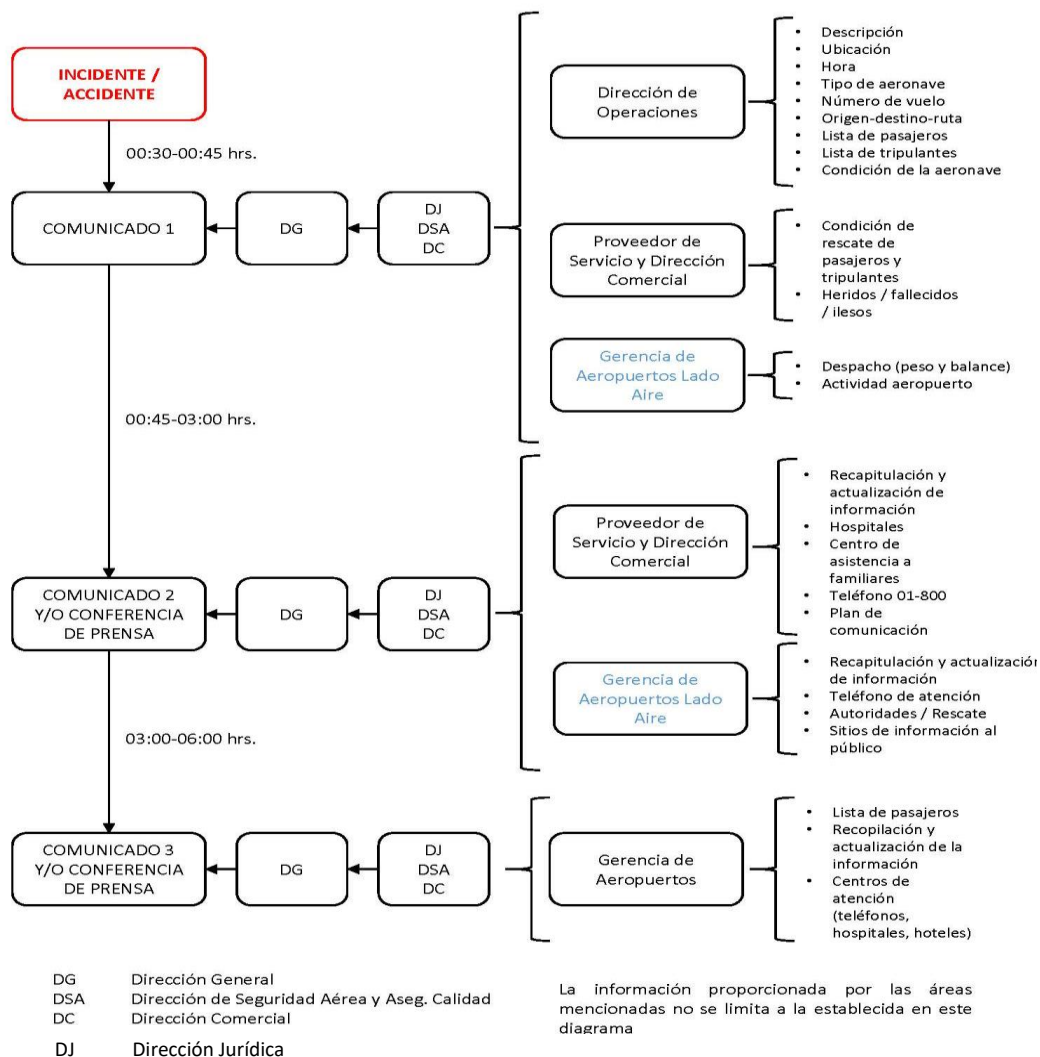 INCIDENTE /
ACCIDENTE
00:30-00:45 hrs.
COMUNICADO 1
DG
DJ
DSA
DC
Dirección de
Operaciones
• Descripción
• Ubicación
• Hora
• Tipo de aeronave
• Número de vuelo
• Origen-destino-ruta
• Lista de pasajeros
• Lista de tripulantes
• Condición de la aeronave
Proveedor de
Servicio y Dirección
Comercial
• Condición de
rescate de
pasajeros y
tripulantes
• Heridos / fallecidos
/ ilesos
Gerencia de
Aeropuertos Lado
Aire
• Despacho (peso y balance)
• Actividad aeropuerto
00:45-03:00 hrs.
COMUNICADO 2
Y/O CONFERENCIA
DE PRENSA
DG
DJ
DSA
DC
Proveedor de
Servicio y Dirección
Comercial
• Recapitulación y
actualización de
información
• Hospitales
• Centro de
asistencia a
familiares
• Teléfono 01-800
• Plan de
comunicación
Gerencia de
Aeropuertos Lado
Aire
• Recapitulación y actualización
de información
• Teléfono de atención
• Autoridades / Rescate
• Sitios de información al
público
03:00-06:00 hrs.
COMUNICADO 3
Y/O CONFERENCIA
DE PRENSA
DG
DJ
DSA
DC
Gerencia de
Aeropuertos
• Lista de pasajeros
• Recopilación y
actualización de la
información
• Centros de
atención
(teléfonos,
hospitales, hoteles)
DG Dirección General
DSA Dirección de Seguridad Aérea y Aseg. Calidad
DC Dirección Comercial
DJ Dirección Jurídica
La información proporcionada por las áreas
mencionadas no se limita a la establecida en este
diagrama